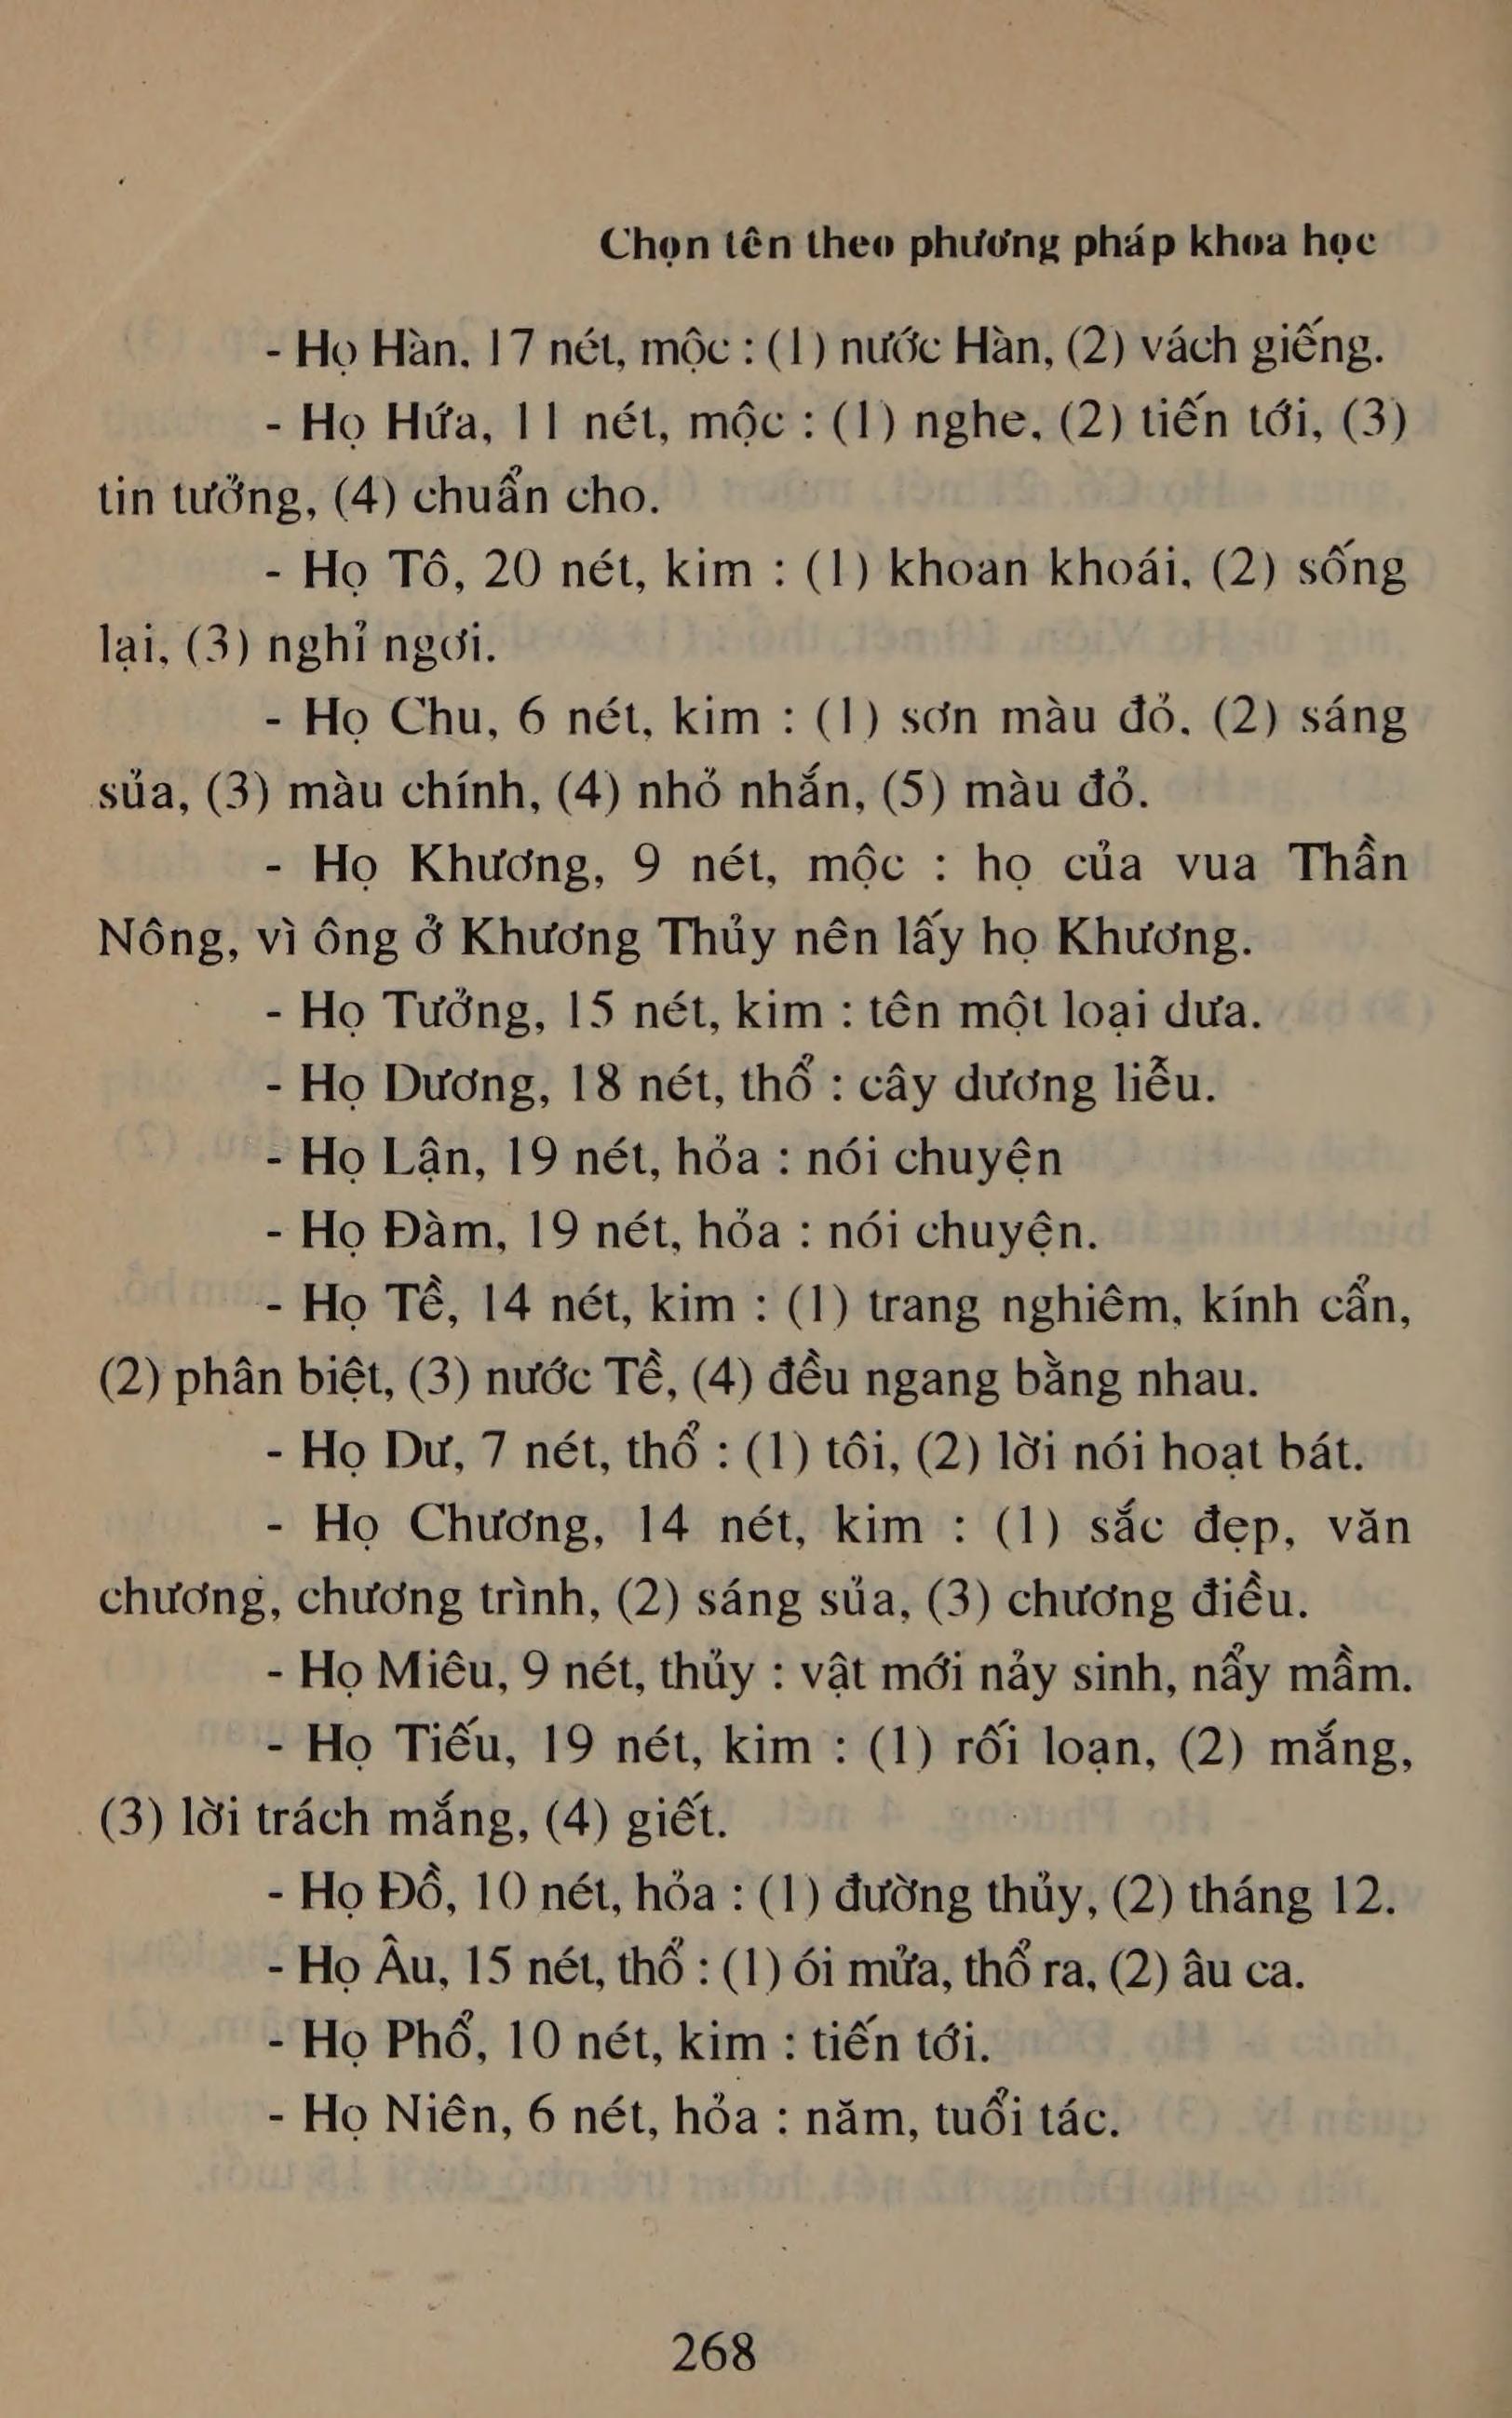 Chọn tên theo phương pháp khoa học
- Họ Hàn, 17 nét, mộc : (1) nước Hàn, (2) vách giếng.
- Họ Hứa, 11 nét, mộc : (1) nghe, (2) tiến tới, (3)
tin tưởng, (4) chuẩn cho.
- Họ Tô, 20 nét, kim : (1) khoan khoái, (2) sống
lại, (3) nghỉ ngơi.
- Họ Chu, 6 nét, kim : (1) sơn màu đỏ, (2) sáng
sủa, (3) màu chính, (4) nhỏ nhắn, (5) màu đỏ.
- Họ Khương, 9 nét, mộc : họ của vua Thần
Nông, vì ông ở Khương Thủy nên lấy họ Khương.
- Họ Tưởng, 15 nét, kim : tên một loại dưa.
- Họ Dương, 18 nét, thổ : cây dương liễu.
- Họ Lận, 19 nét, hỏa : nói chuyện
- Họ Đàm, 19 nét, hỏa : nói chuyện.
- Họ Tề, 14 nét, kim : (1) trang nghiêm, kính cẩn,
(2) phân biệt, (3) nước Tề, (4) đều ngang bằng nhau.
- Họ Dư, 7 nét, thổ : (1) tôi, (2) lời nói hoạt bát.
- Họ Chương, 14 nét, kim : (1) sắc đẹp, văn
chương, chương trình, (2) sáng sủa, (3) chương điều.
- Họ Miêu, 9 nét, thủy : vật mới nảy sinh, nẩy mầm.
- Họ Tiếu, 19 nét, kim : (1) rối loạn, (2) mắng,
(3) lời trách mắng, (4) giết.
- Họ Đồ, 10 nét, hỏa : (1) đường thủy, (2) tháng 12.
- Họ Âu, 15 nét, thổ : (1) ói mửa, thổ ra, (2) âu ca.
- Họ Phổ, 10 nét, kim : tiến tới.
- Họ Niên, 6 nét, hỏa : năm, tuổi tác.
268